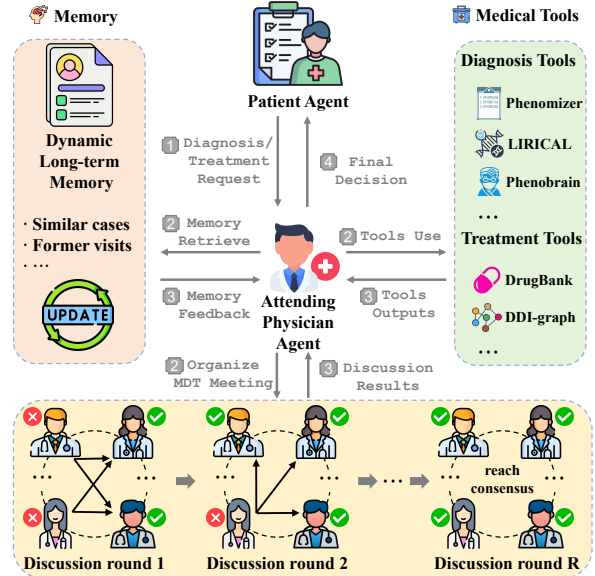 Memory
Medical Tools
Patient Agent
Dynamic
Long-term
Memory
· Similar cases
· Former visits
· ...
UPDATE
1 Diagnosis/
Treatment
Request
4 Final
Decision
2 Memory
Retrieve
2 Tools Use
3 Memory
Feedback
3 Tools
Outputs
Attending
Physician
Agent
2 Organize
MDT Meeting
3 Discussion
Results
Diagnosis Tools
Phenomizer
LIRICAL
Phenobrain
...
Treatment Tools
DrugBank
DDI-graph
...
... ...
... ...
...
... reach ...
consensus
Discussion round 1
Discussion round 2
Discussion round R